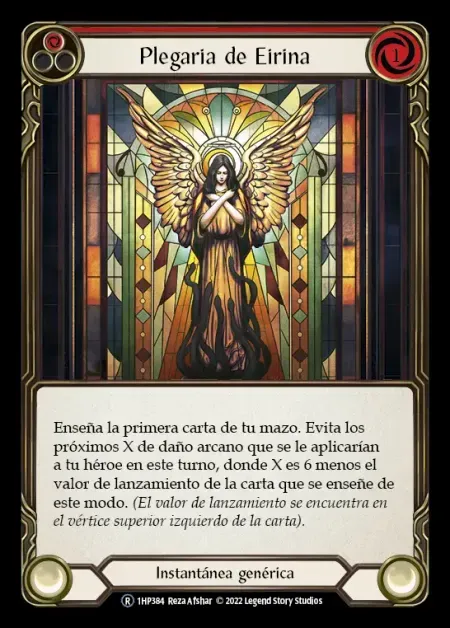 Plegaria de Eirina
1
Enseña la primera carta de tu mazo. Evita los
próximos X de daño arcano que se le aplicarían
a tu héroe en este turno, donde X es 6 menos el
valor de lanzamiento de la carta que se enseñe de
este modo. (El valor de lanzamiento se encuentra en
el vértice superior izquierdo de la carta).
Instantánea genérica
R 1HP384 Reza Afshar © 2022 Legend Story Studios